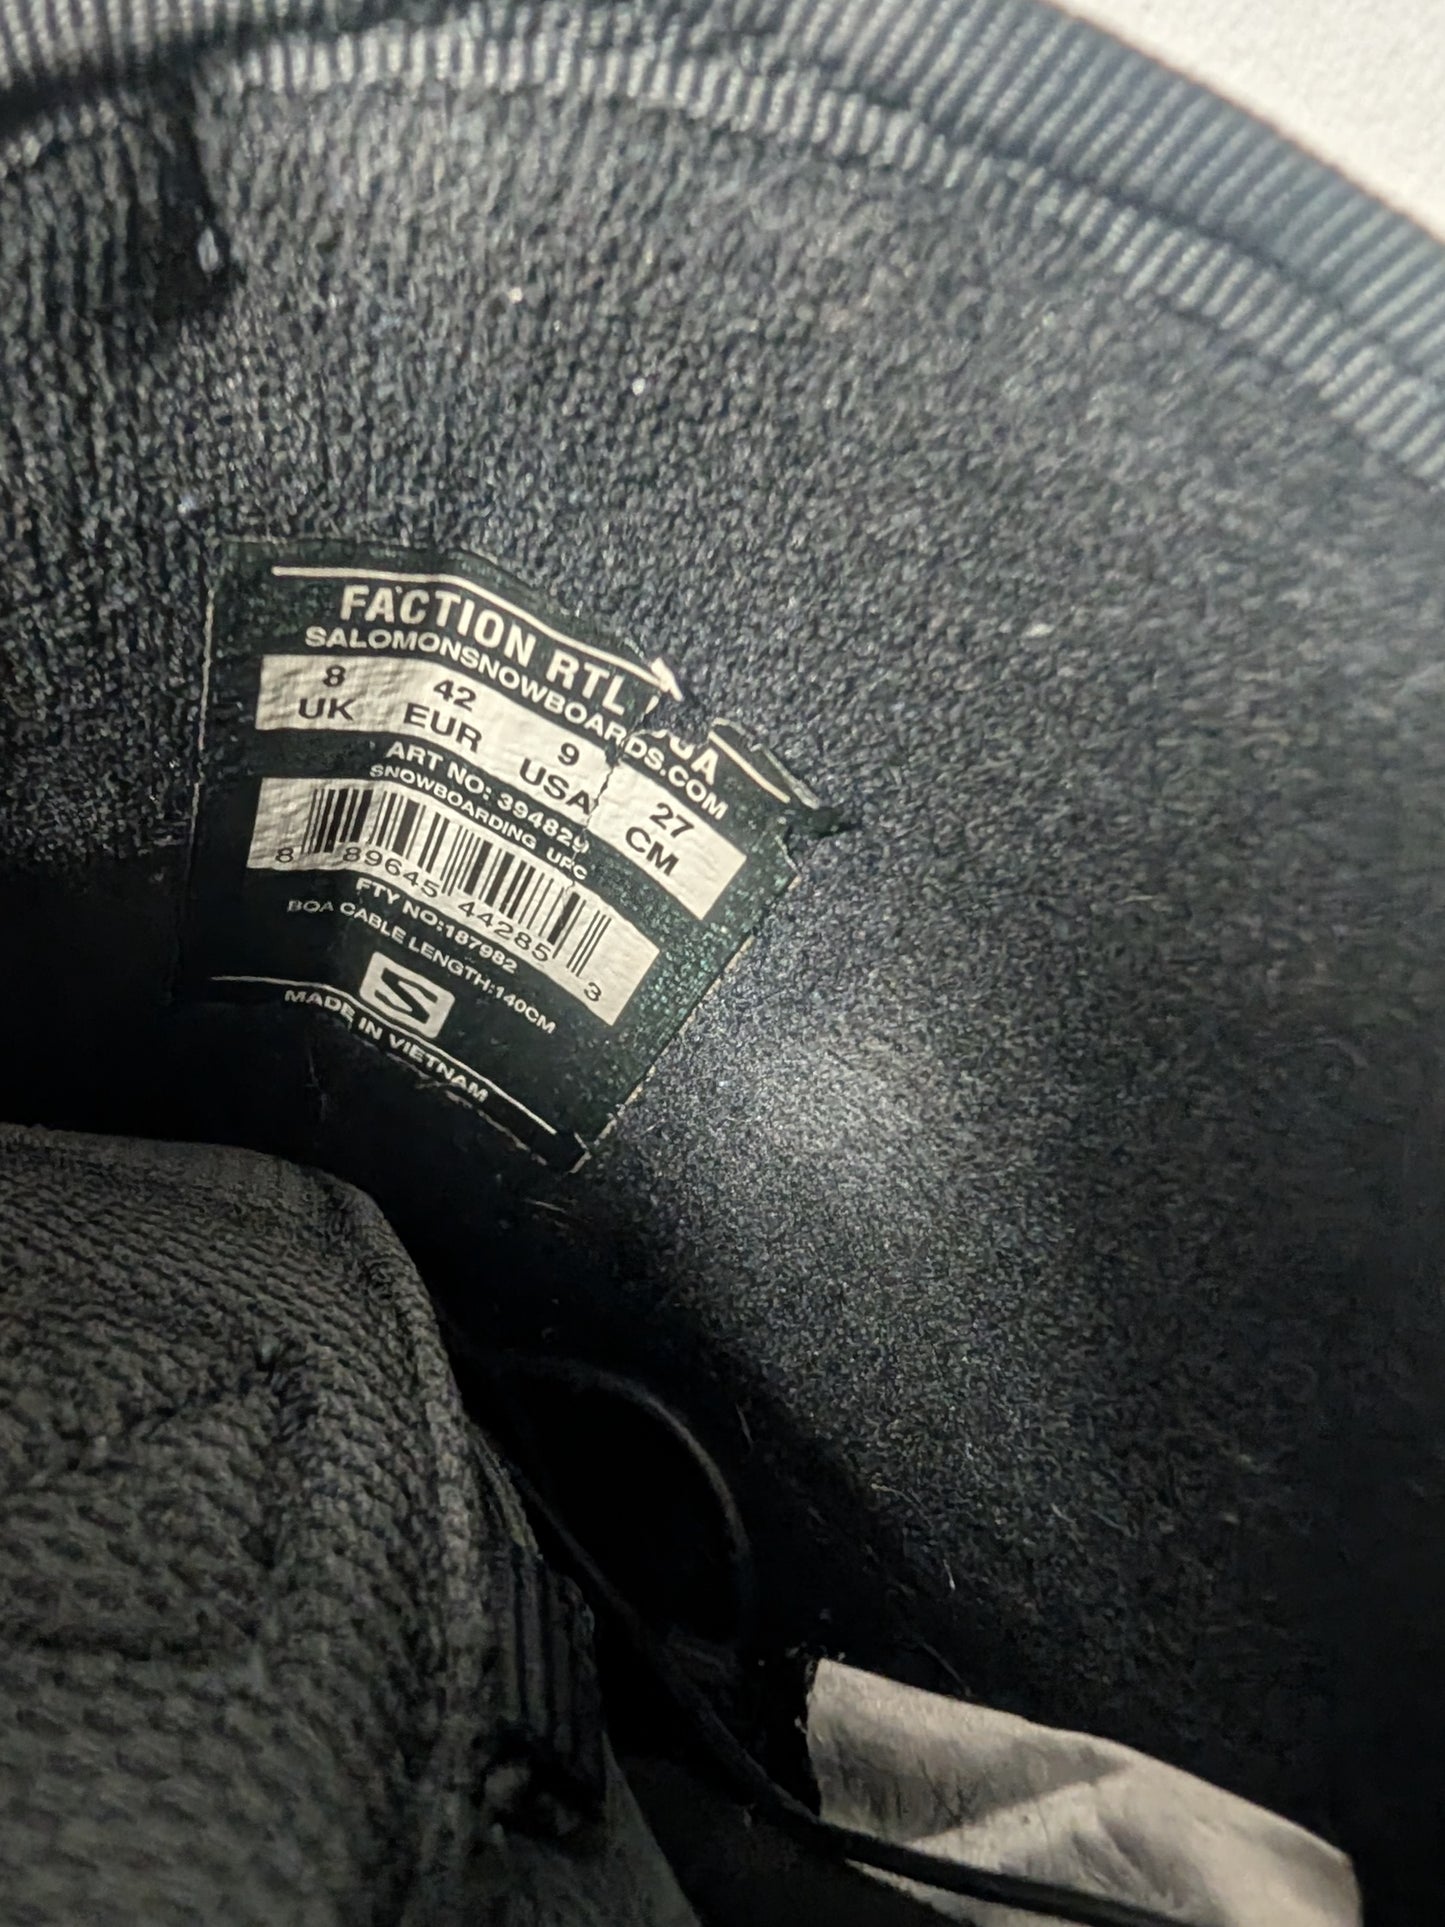 FACTION RTL BOA
SALOMONSNOWBOARDS.COM
8 42 9 27
UK EUR USA CM
ART NO: 394829
SNOWBOARDING UPC
8 89645 44285 3
FTY NO:187982
BOA CABLE LENGTH:140CM
S
MADE IN VIETNAM